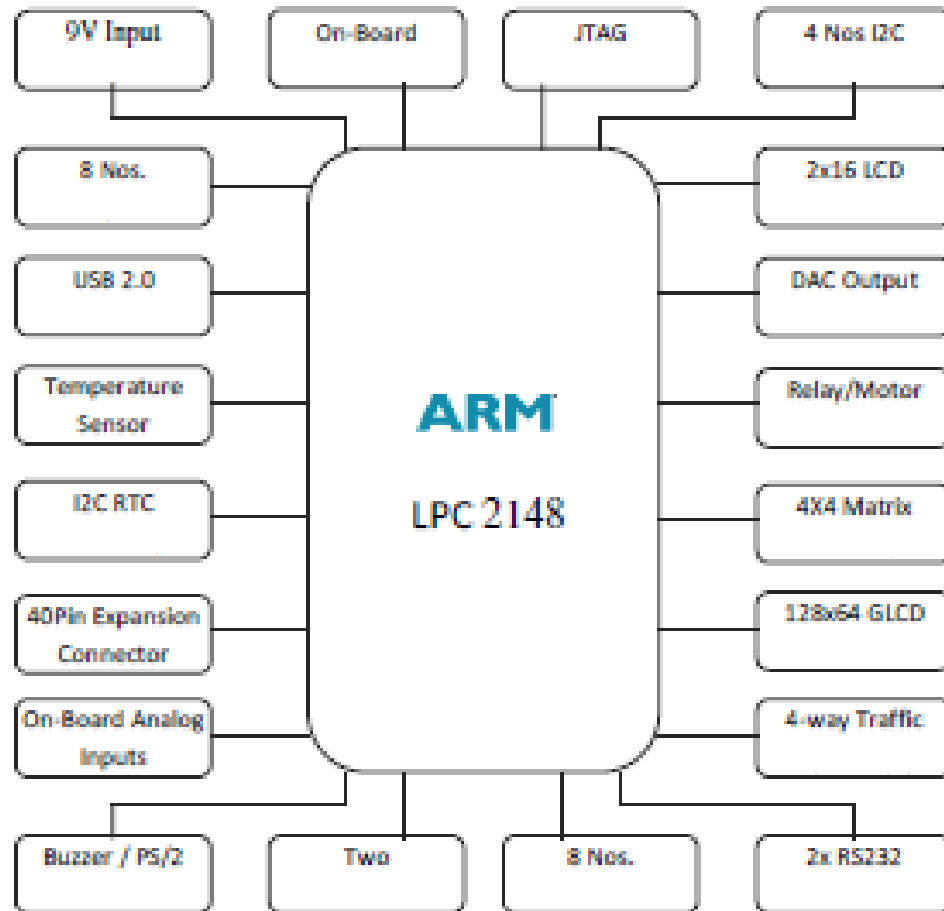 9V Input
On-Board
JTAG
4 Nos I2C
8 Nos.
2x16 LCD
USB 2.0
DAC Output
Temperature
Sensor
Relay/Motor
ARM
LPC 2148
I2C RTC
4X4 Matrix
40Pin Expansion
Connector
128x64 GLCD
On-Board Analog
Inputs
4-way Traffic
Buzzer / PS/2
Two
8 Nos.
2x RS232